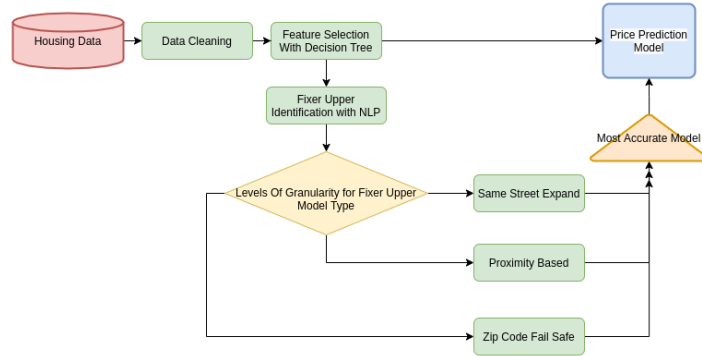 Housing Data
Data Cleaning
Feature Selection
With Decision Tree
Price Prediction
Model
Fixer Upper
Identification with NLP
Most Accurate Model
Levels Of Granularity for Fixer Upper
Model Type
Same Street Expand
Proximity Based
Zip Code Fail Safe